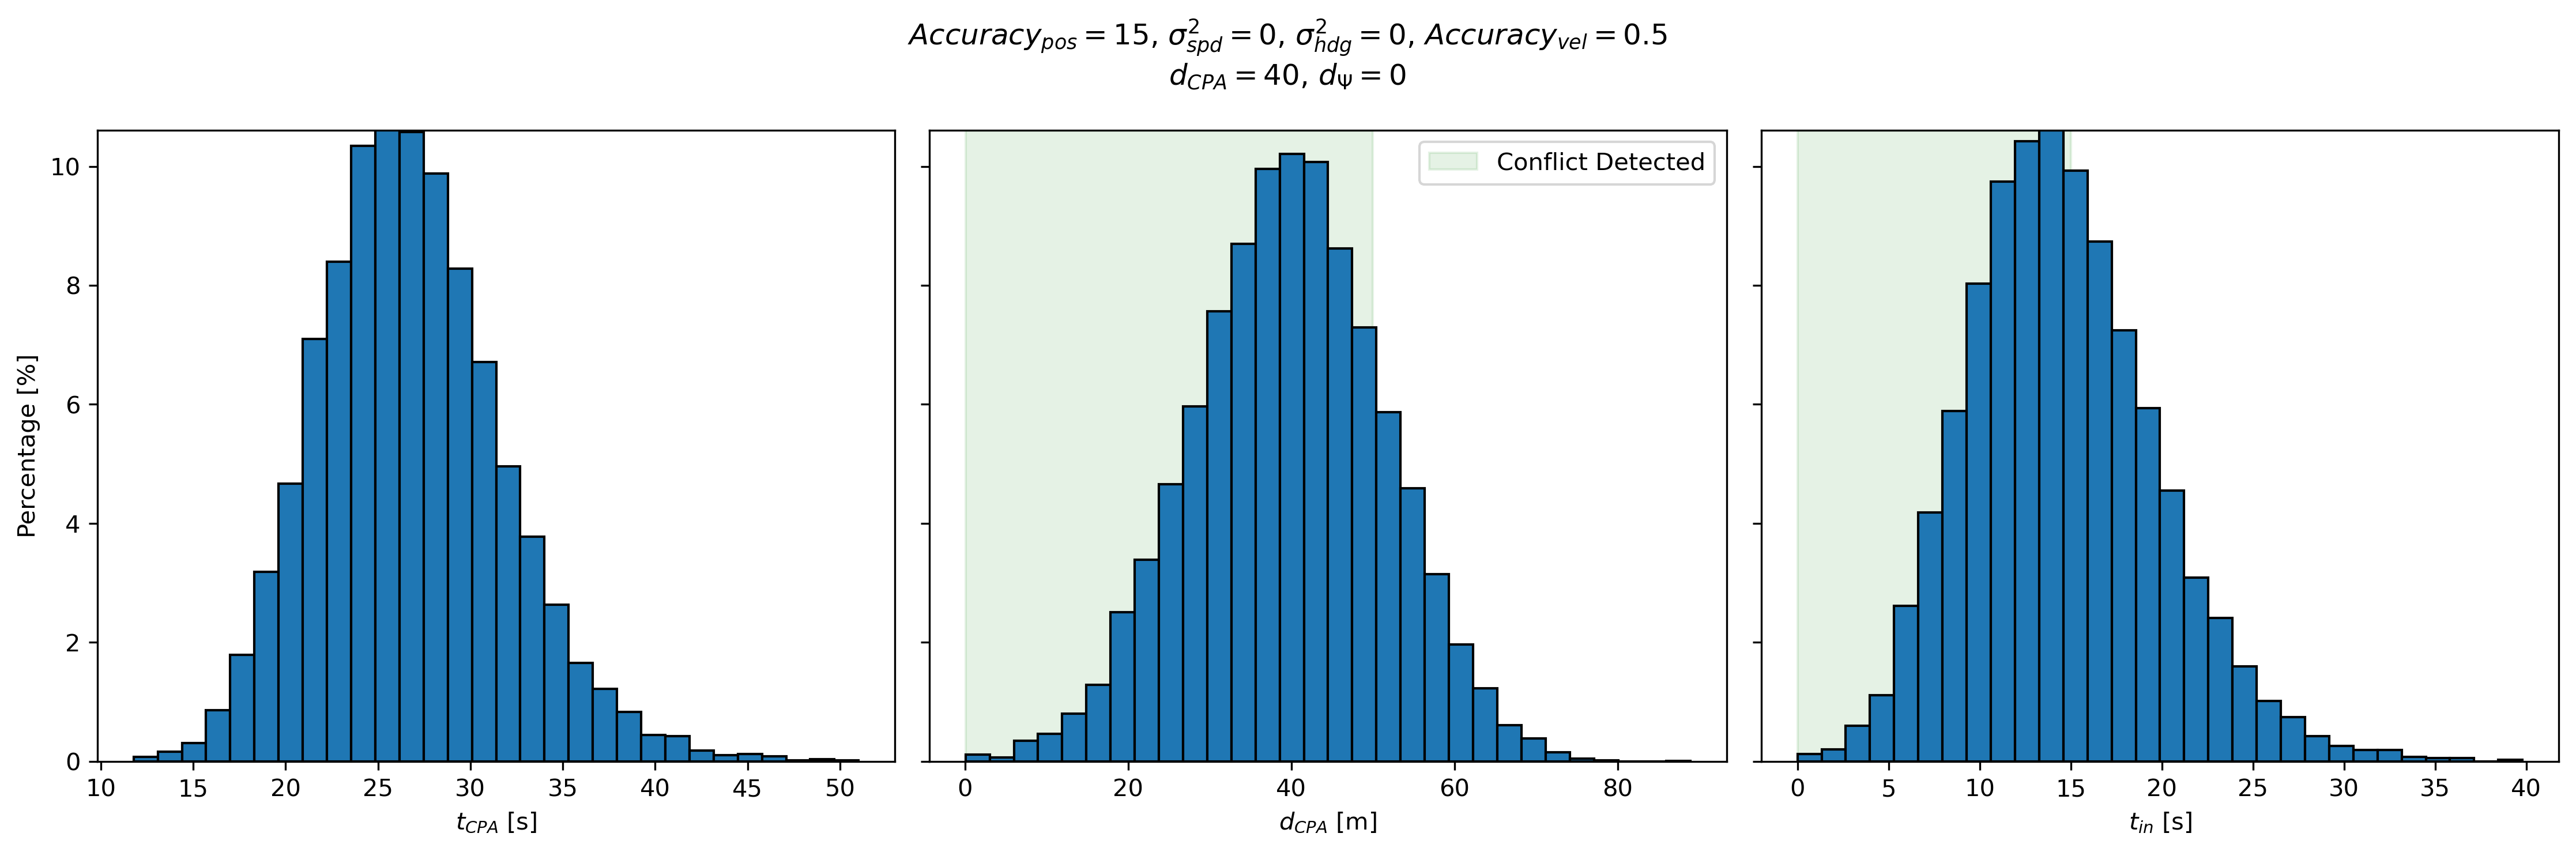 Accuracy_pos = 15, σ²_spd = 0, σ²_hdg = 0, Accuracy_vel = 0.5
d_CPA = 40, d_ψ = 0
Percentage [%]
10
8
6
4
2
0
10 15 20 25 30 35 40 45 50
t_CPA [s]
Conflict Detected
0 20 40 60 80
d_CPA [m]
0 5 10 15 20 25 30 35 40
t_in [s]